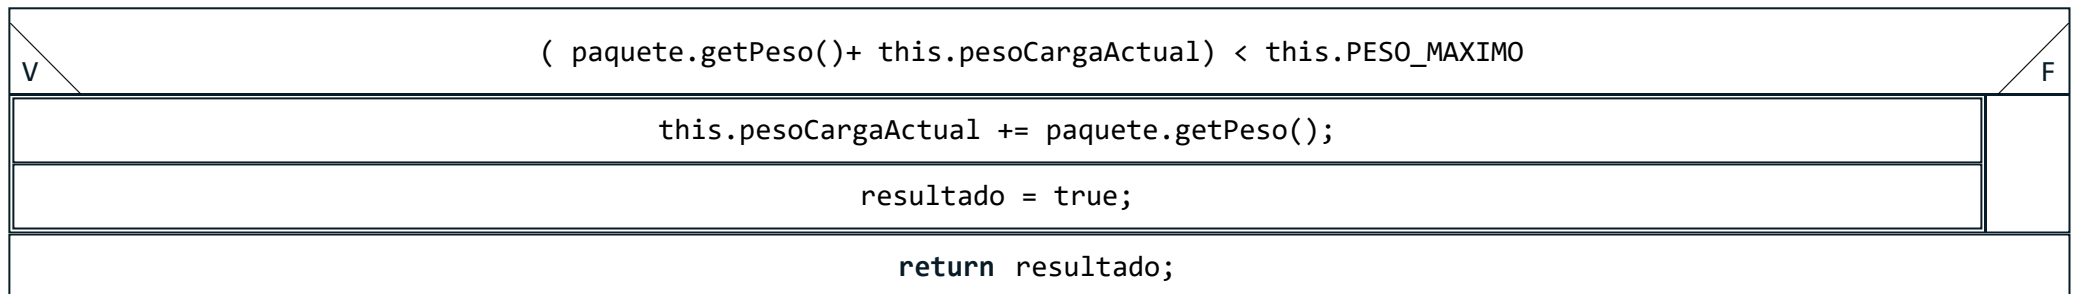 ( paquete.getPeso()+ this.pesoCargaActual) < this.PESO_MAXIMO
V
F
this.pesoCargaActual += paquete.getPeso();
resultado = true;
return resultado;